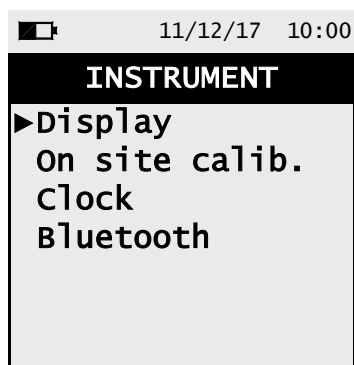 11/12/17 10:00
INSTRUMENT
Display
On site calib.
Clock
Bluetooth